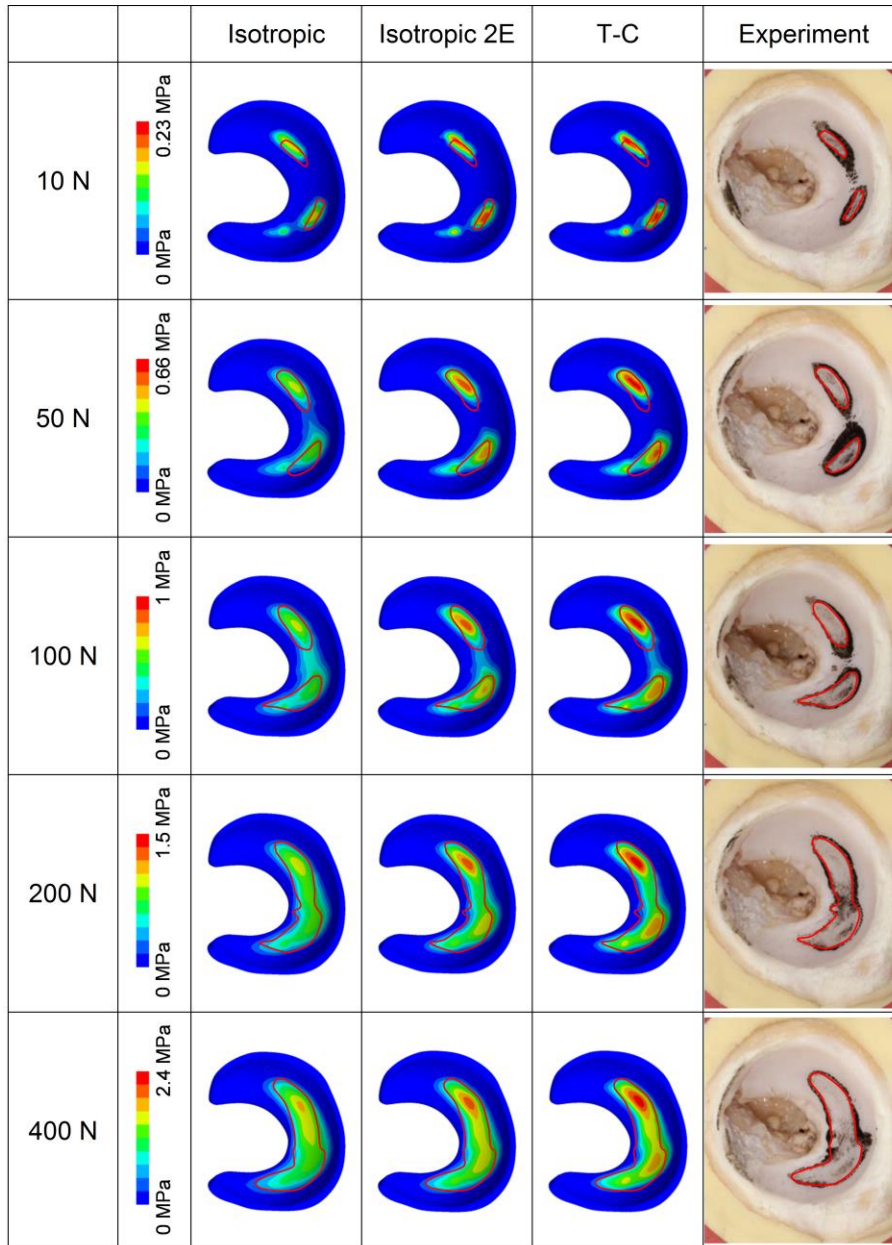 Isotropic
Isotropic 2E
T-C
Experiment
10 N
0 MPa
0.23 MPa
50 N
0 MPa
0.66 MPa
100 N
0 MPa
1 MPa
200 N
0 MPa
1.5 MPa
400 N
0 MPa
2.4 MPa